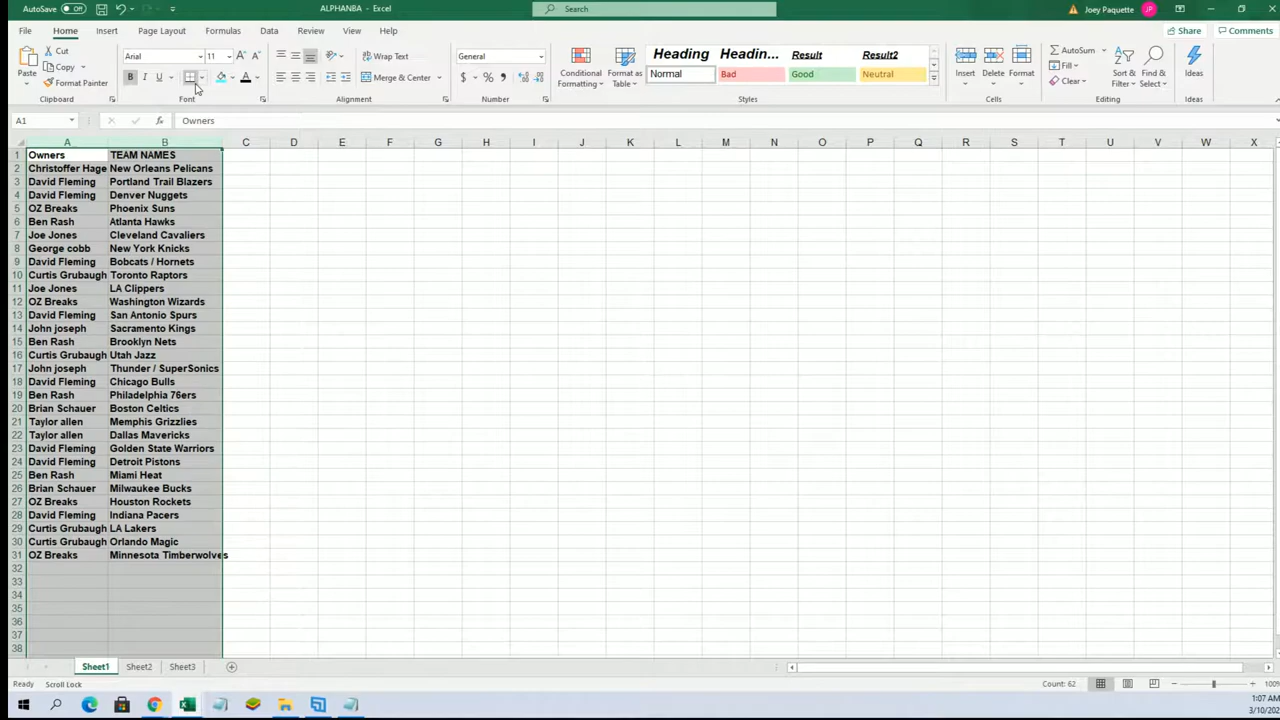 AutoSave Off ALPHANBA - Excel Search Joey Paquette JP
File Home Insert Page Layout Formulas Data Review View Help Share Comments
Cut Arial 11 Wrap Text General Heading Headin... Result Result2 AutoSum
Copy Fill
Paste Format Painter B I U Merge & Center $ % Conditional Formatting Format as Table Normal Bad Good Neutral Insert Delete Format Clear Sort & Filter Find & Select Ideas
Clipboard Font Alignment Number Styles Cells Editing Ideas
A1 fx Owners
A B C D E F G H I J K L M N O P Q R S T U V W X
1 Owners TEAM NAMES
2 Christoffer Hage New Orleans Pelicans
3 David Fleming Portland Trail Blazers
4 David Fleming Denver Nuggets
5 OZ Breaks Phoenix Suns
6 Ben Rash Atlanta Hawks
7 Joe Jones Cleveland Cavaliers
8 George cobb New York Knicks
9 David Fleming Bobcats / Hornets
10 Curtis Grubaugh Toronto Raptors
11 Joe Jones LA Clippers
12 OZ Breaks Washington Wizards
13 David Fleming San Antonio Spurs
14 John joseph Sacramento Kings
15 Ben Rash Brooklyn Nets
16 Curtis Grubaugh Utah Jazz
17 John joseph Thunder / SuperSonics
18 David Fleming Chicago Bulls
19 Ben Rash Philadelphia 76ers
20 Brian Schauer Boston Celtics
21 Taylor allen Memphis Grizzlies
22 Taylor allen Dallas Mavericks
23 David Fleming Golden State Warriors
24 David Fleming Detroit Pistons
25 Ben Rash Miami Heat
26 Brian Schauer Milwaukee Bucks
27 OZ Breaks Houston Rockets
28 David Fleming Indiana Pacers
29 Curtis Grubaugh LA Lakers
30 Curtis Grubaugh Orlando Magic
31 OZ Breaks Minnesota Timberwolves
32
33
34
35
36
37
38
Sheet1 Sheet2 Sheet3
Ready Scroll Lock Count: 62 100%
1:07 AM
3/10/202